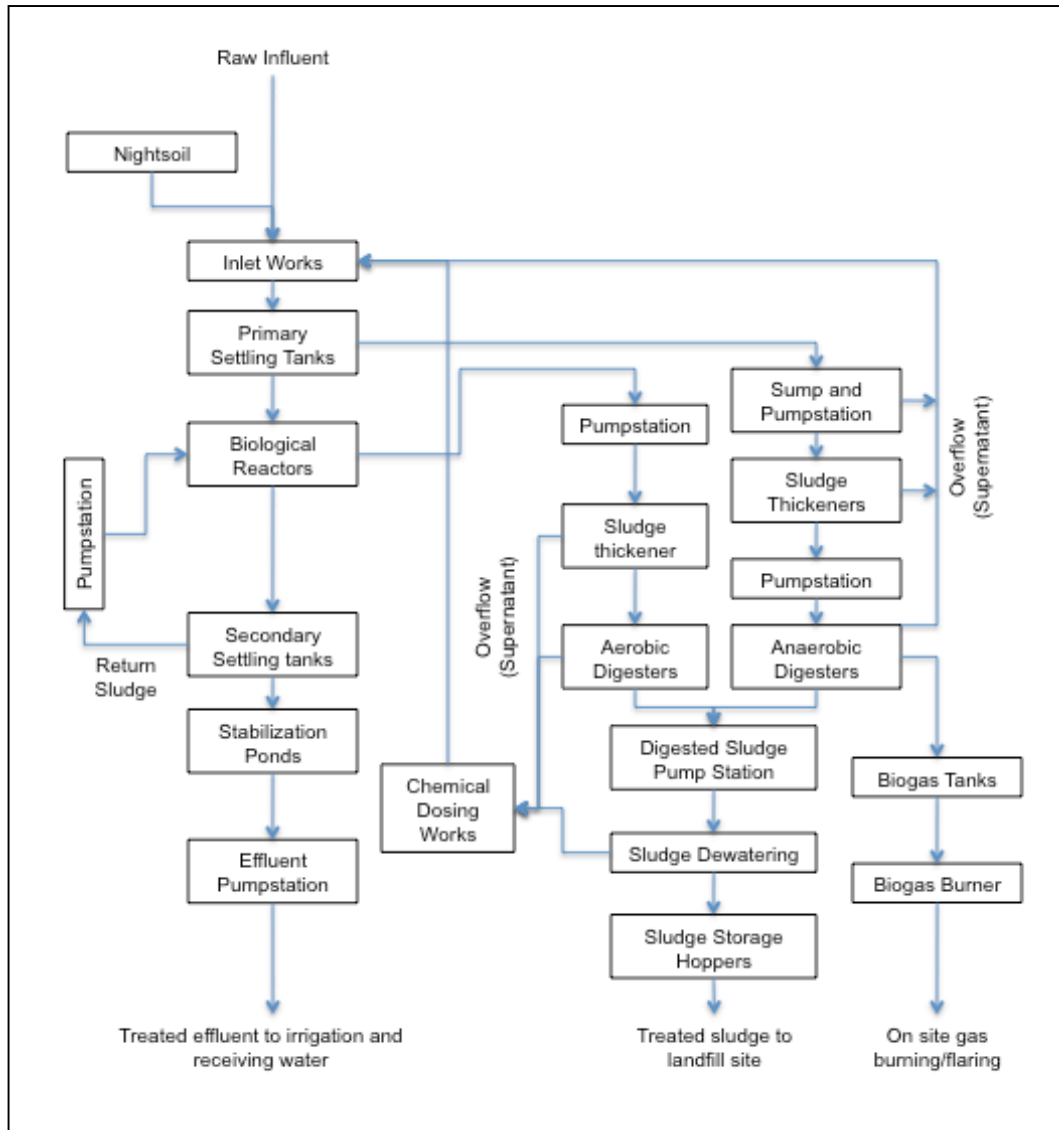 Raw Influent
Nightsoil
Inlet Works
Primary
Settling Tanks
Biological
Reactors
Pumpstation
Secondary
Settling tanks
Return
Sludge
Stabilization
Ponds
Effluent
Pumpstation
Treated effluent to irrigation and
receiving water
Pumpstation
Sludge
thickener
Overflow
(Supernatant)
Aerobic
Digesters
Sump and
Pumpstation
Sludge
Thickeners
Overflow
(Supernatant)
Pumpstation
Anaerobic
Digesters
Digested Sludge
Pump Station
Chemical
Dosing
Works
Sludge Dewatering
Sludge Storage
Hoppers
Treated sludge to
landfill site
Biogas Tanks
Biogas Burner
On site gas
burning/flaring